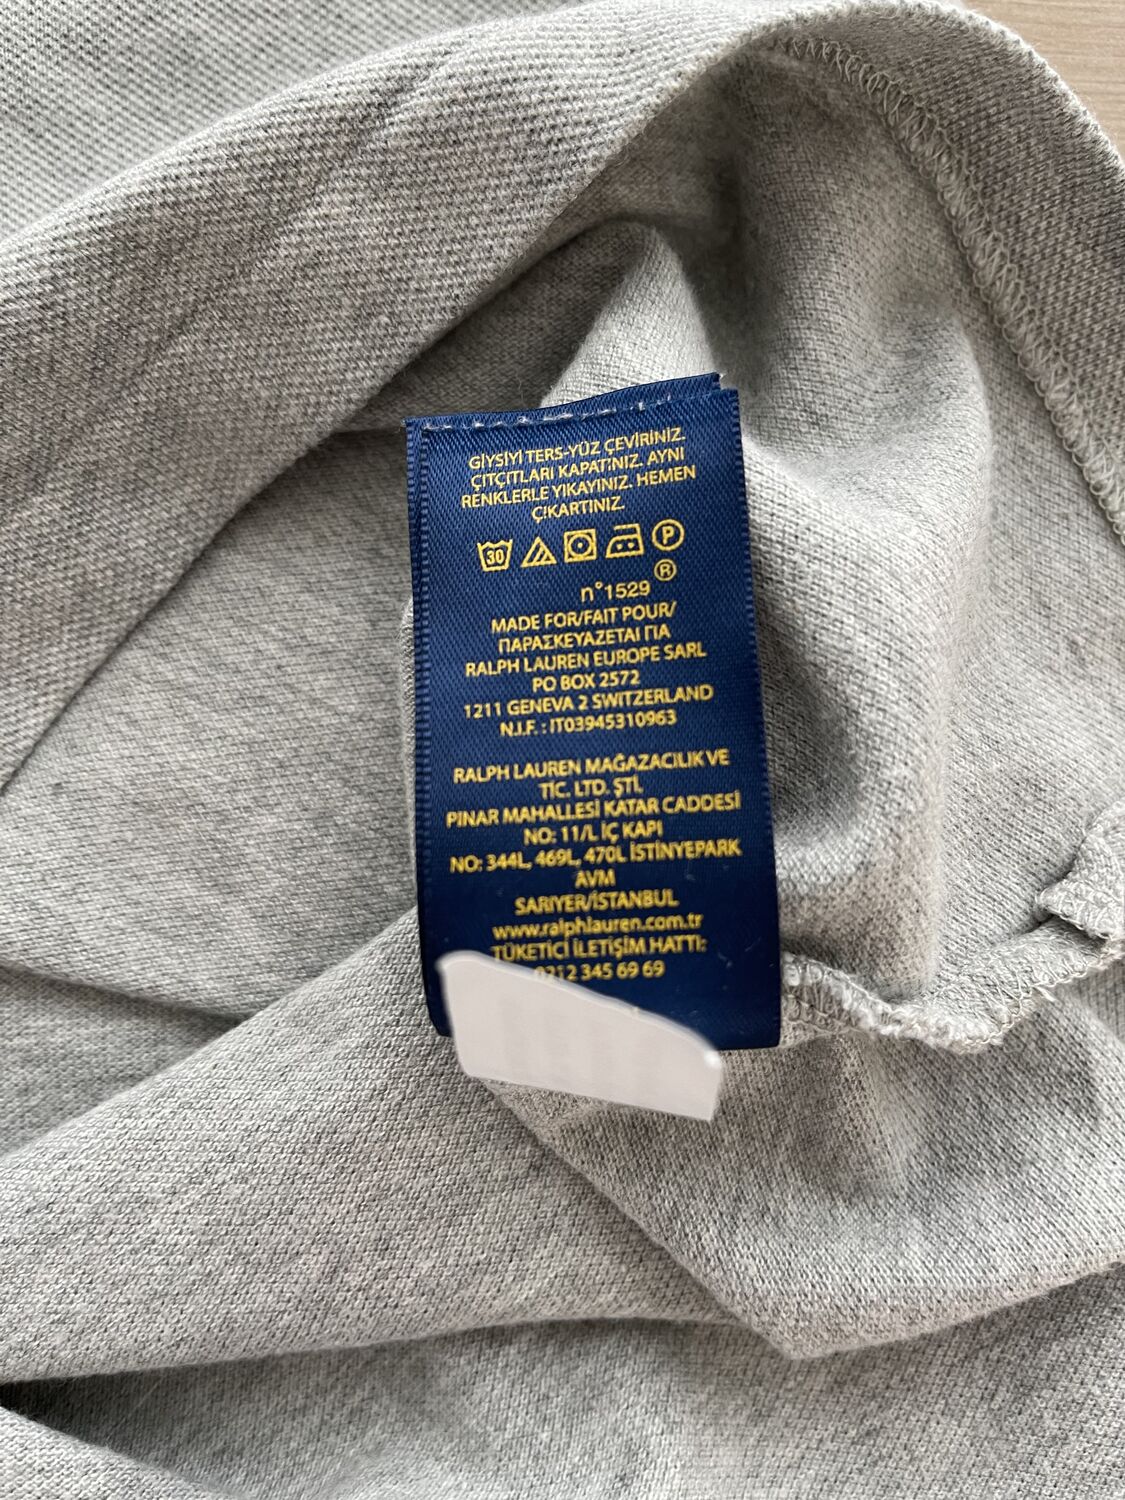 GİYSİYİ TERS-YÜZ ÇEVİRİNİZ.
ÇITÇITLARI KAPATINIZ. AYNI
RENKLERLE YIKAYINIZ. HEMEN
ÇIKARTINIZ.
30
P
®
n°1529
MADE FOR/FAIT POUR/
ΠΑΡΑΣΚΕΥΑΖΕΤΑΙ ΓΙΑ
RALPH LAUREN EUROPE SARL
PO BOX 2572
1211 GENEVA 2 SWITZERLAND
N.I.F. : IT03945310963
RALPH LAUREN MAĞAZACILIK VE
TİC. LTD. ŞTİ.
PINAR MAHALLESİ KATAR CADDESİ
NO: 11/L İÇ KAPI
NO: 344L, 469L, 470L İSTİNYEPARK
AVM
SARIYER/İSTANBUL
www.ralphlauren.com.tr
TÜKETİCİ İLETİŞİM HATTI:
0212 345 69 69